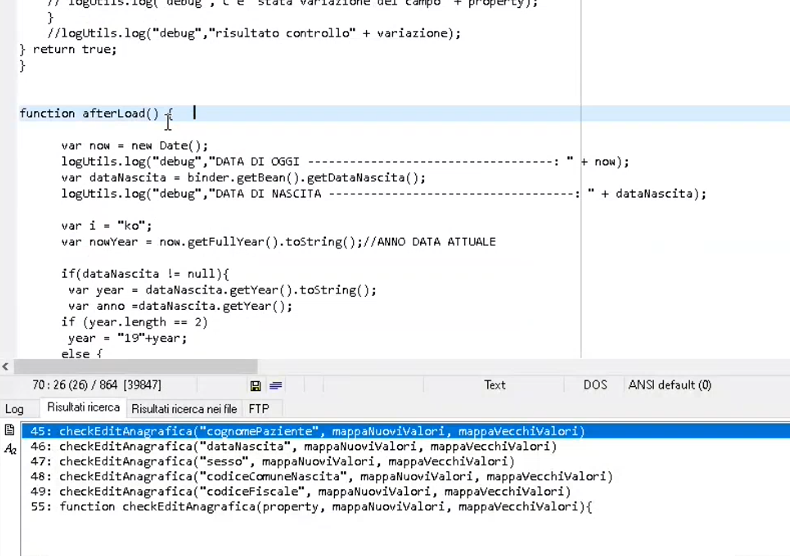 // logUtils.log("debug","c'e' stata variazione del campo" + property);
}
//logUtils.log("debug","risultato controllo" + variazione);
} return true;
}
function afterLoad() {
var now = new Date();
logUtils.log("debug","DATA DI OGGI -----------------------------------: " + now);
var dataNascita = binder.getBean().getDataNascita();
logUtils.log("debug","DATA DI NASCITA -----------------------------------: " + dataNascita);
var i = "ko";
var nowYear = now.getFullYear().toString();//ANNO DATA ATTUALE
if(dataNascita != null){
var year = dataNascita.getYear().toString();
var anno =dataNascita.getYear();
if (year.length == 2)
year = "19"+year;
else {
70 : 26 (26) / 864 [39847]
Text
DOS
ANSI default (0)
Log
Risultati ricerca
Risultati ricerca nei file
FTP
45: checkEditAnagrafica("cognomePaziente", mappaNuoviValori, mappaVecchiValori)
46: checkEditAnagrafica("dataNascita", mappaNuoviValori, mappaVecchiValori)
47: checkEditAnagrafica("sesso", mappaNuoviValori, mappaVecchiValori)
48: checkEditAnagrafica("codiceComuneNascita", mappaNuoviValori, mappaVecchiValori)
49: checkEditAnagrafica("codiceFiscale", mappaNuoviValori, mappaVecchiValori)
55: function checkEditAnagrafica(property, mappaNuoviValori, mappaVecchiValori){